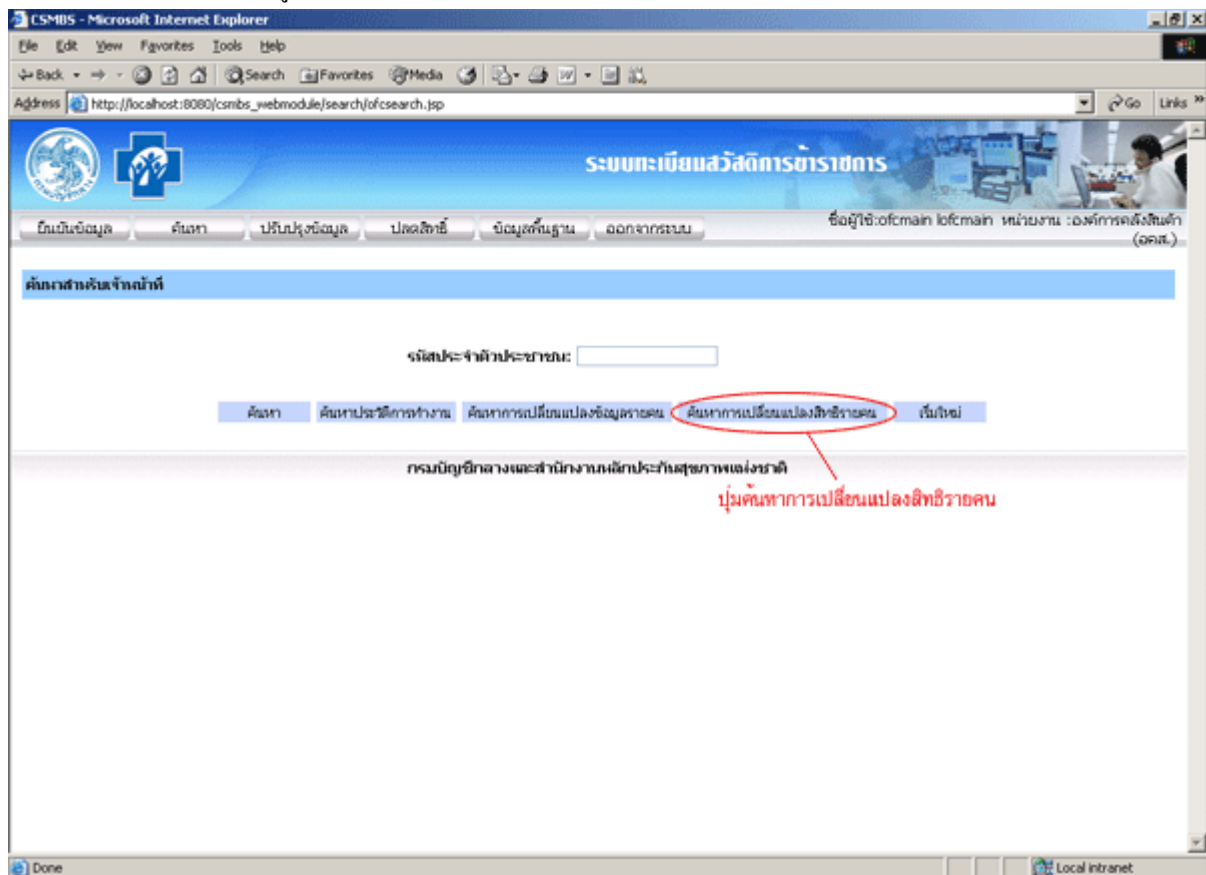 CSMBS - Microsoft Internet Explorer
File Edit View Favorites Tools Help
Back Search Favorites Media
Address http://localhost:8080/csmbs_webmodule/search/ofcsearch.jsp Go Links »
ระบบทะเบียนสวัสดิการข้าราชการ
ยืนยันข้อมูล ค้นหา ปรับปรุงข้อมูล ปลดสิทธิ์ ข้อมูลพื้นฐาน ออกจากระบบ ชื่อผู้ใช้:ofcmain lofcmain หน่วยงาน :องค์การคลังสินค้า
(อคส.)
ค้นหาสำหรับเจ้าหน้าที่
รหัสประจำตัวประชาชน:
ค้นหา ค้นหาประวัติการทำงาน ค้นหาการเปลี่ยนแปลงข้อมูลรายคน ค้นหาการเปลี่ยนแปลงสิทธิรายคน เริ่มใหม่
กรมบัญชีกลางและสำนักงานหลักประกันสุขภาพแห่งชาติ
ปุ่มค้นหาการเปลี่ยนแปลงสิทธิรายคน
Done Local intranet